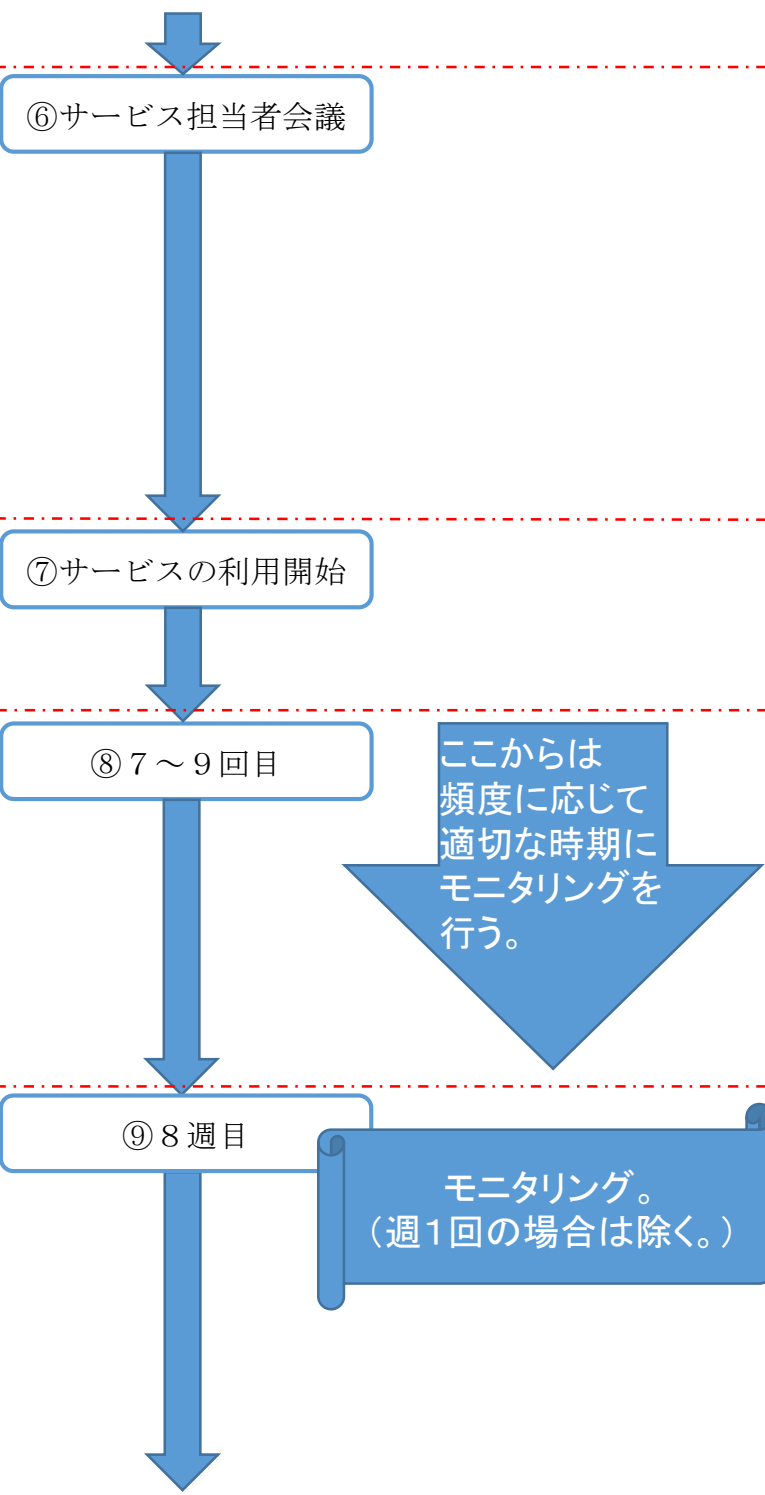 ⑥サービス担当者会議
⑦サービスの利用開始
⑧７～９回目
ここからは
頻度に応じて
適切な時期に
モニタリングを
行う。
⑨８週目
モニタリング。
（週１回の場合は除く。）